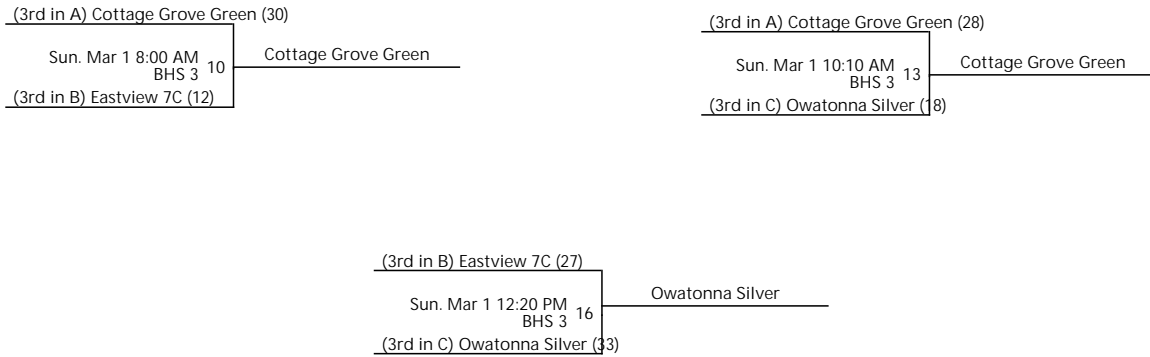 (3rd in A) Cottage Grove Green (30)
Sun. Mar 1 8:00 AM
BHS 3
10
Cottage Grove Green
(3rd in B) Eastview 7C (12)
(3rd in A) Cottage Grove Green (28)
Sun. Mar 1 10:10 AM
BHS 3
13
Cottage Grove Green
(3rd in C) Owatonna Silver (18)
(3rd in B) Eastview 7C (27)
Sun. Mar 1 12:20 PM
BHS 3
16
Owatonna Silver
(3rd in C) Owatonna Silver (33)